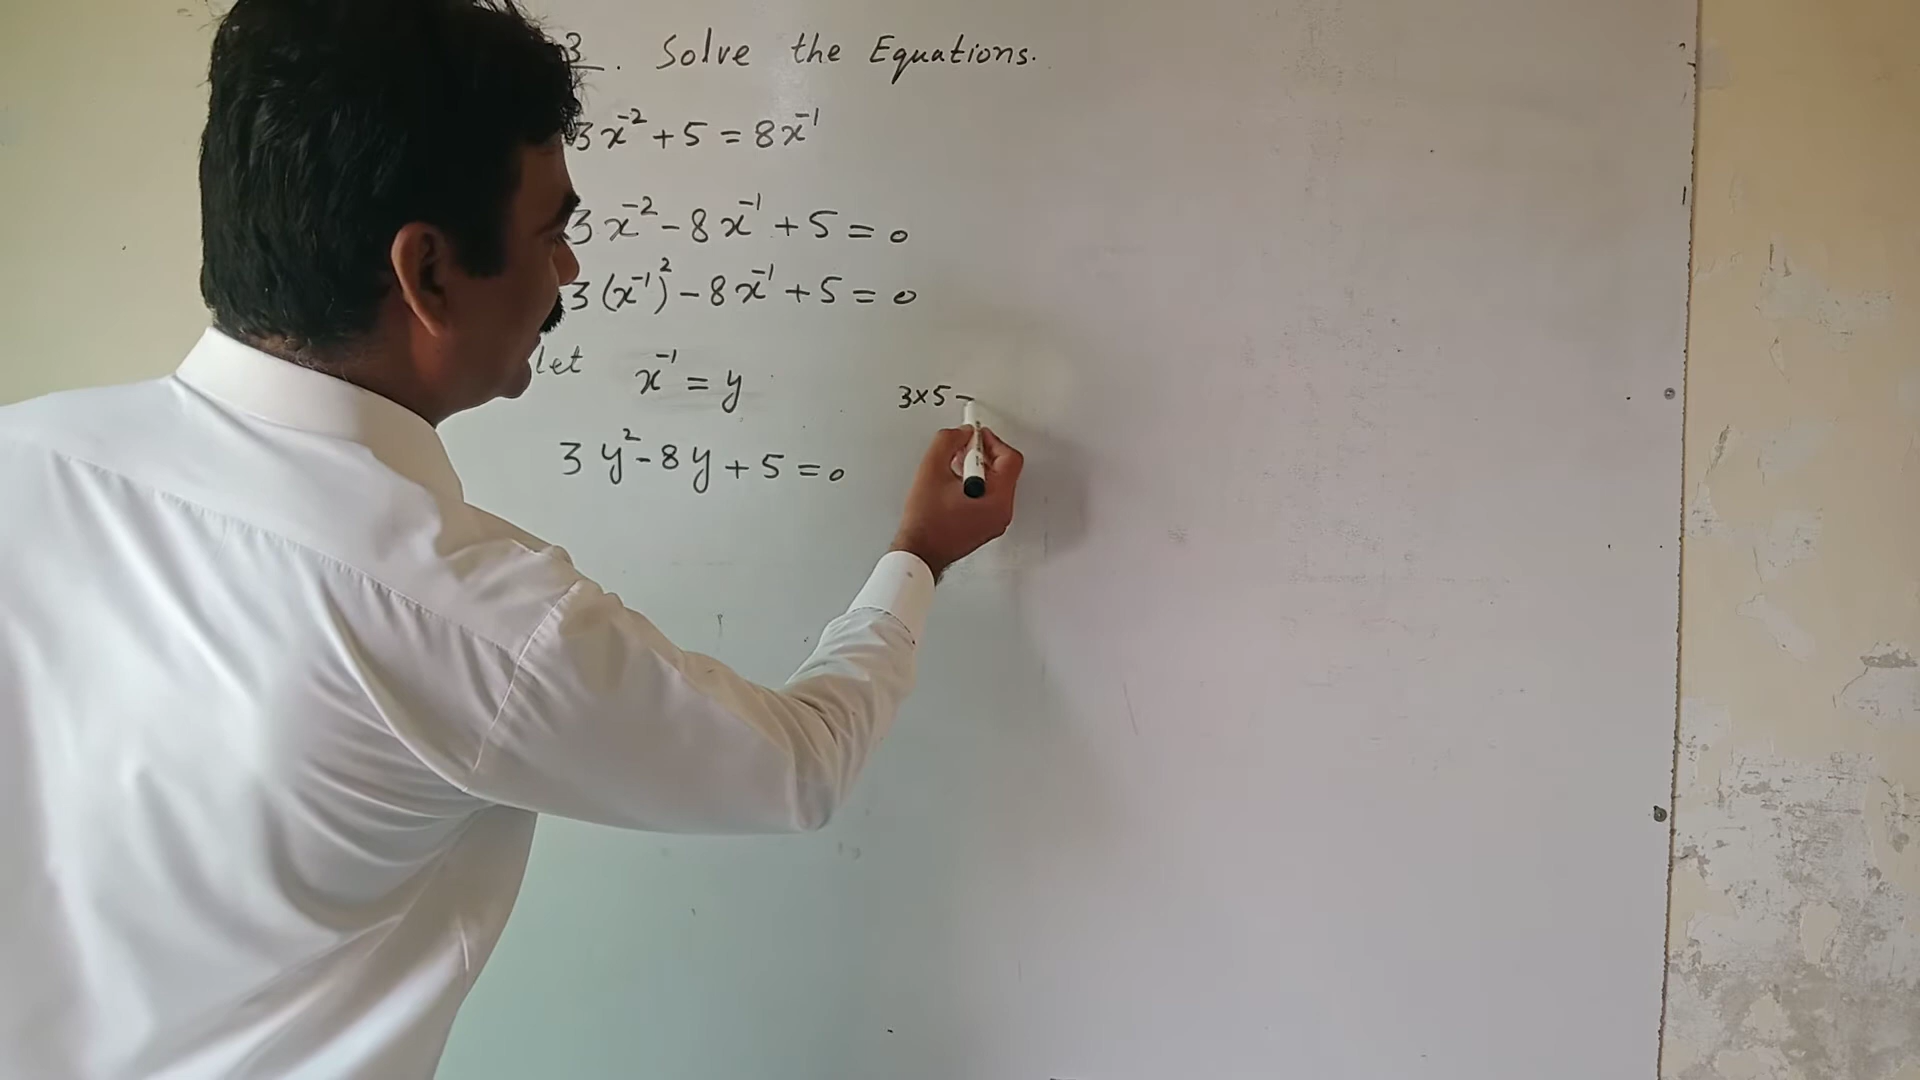 3. Solve the Equations.
3x⁻² + 5 = 8x⁻¹
3x⁻² - 8x⁻¹ + 5 = 0
3(x⁻¹)² - 8x⁻¹ + 5 = 0
let x⁻¹ = y
3×5 -
3y² - 8y + 5 = 0